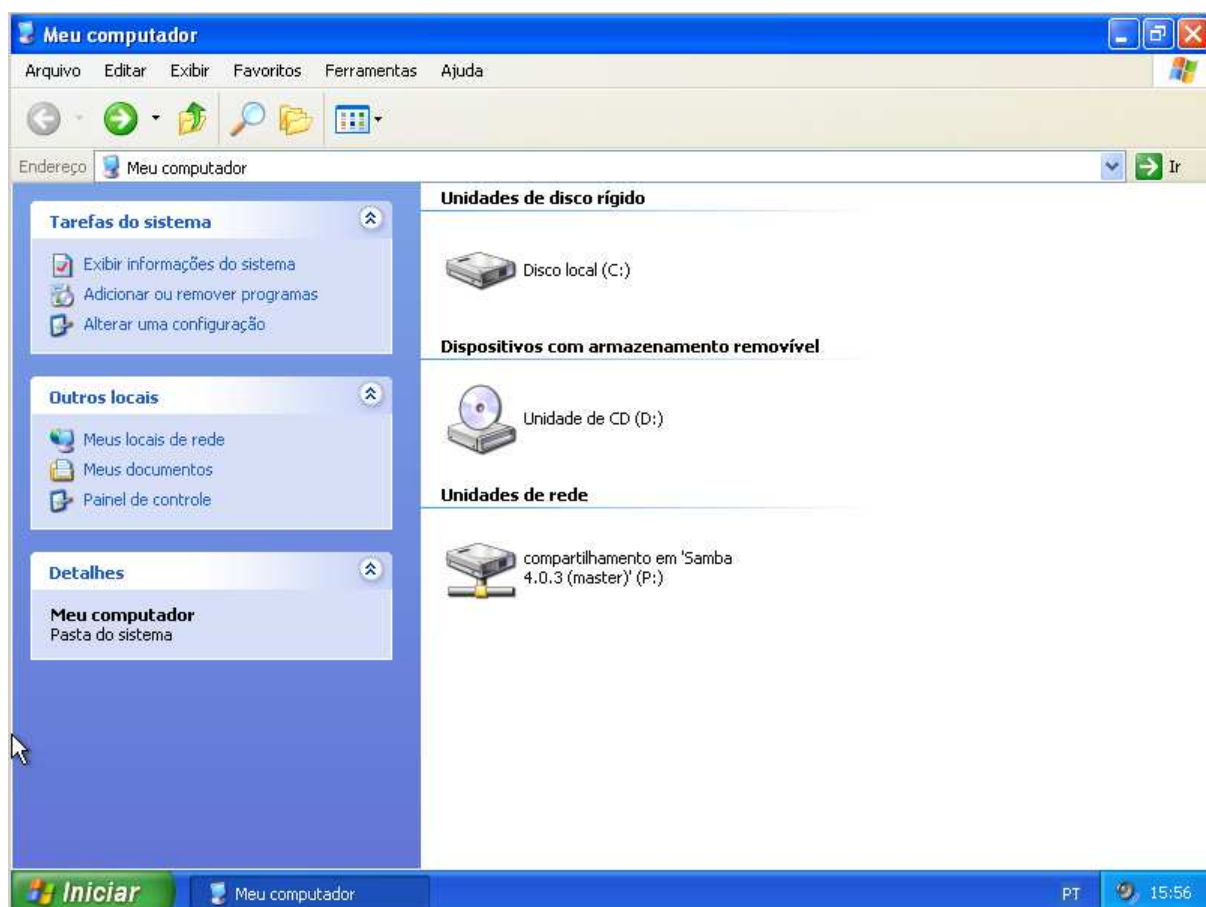 Meu computador
Arquivo Editar Exibir Favoritos Ferramentas Ajuda
Endereço Meu computador Ir
Tarefas do sistema
Exibir informações do sistema
Adicionar ou remover programas
Alterar uma configuração
Outros locais
Meus locais de rede
Meus documentos
Painel de controle
Detalhes
Meu computador
Pasta do sistema
Unidades de disco rígido
Disco local (C:)
Dispositivos com armazenamento removível
Unidade de CD (D:)
Unidades de rede
compartilhamento em 'Samba
4.0.3 (master)' (P:)
Iniciar Meu computador PT 15:56